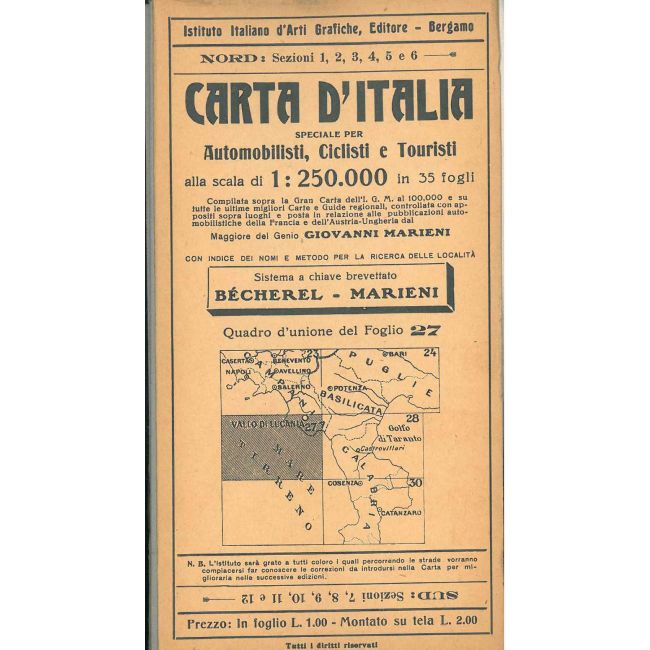 Istituto Italiano d'Arti Grafiche, Editore - Bergamo
NORD: Sezioni 1, 2, 3, 4, 5 e 6
CARTA D'ITALIA
SPECIALE PER
Automobilisti, Ciclisti e Touristi
alla scala di 1:250.000 in 35 fogli
Compilata sopra la Gran Carta dell'I. G. M. al 100,000 e su
tutte le ultime migliori Carte e Guide regionali, controllata con ap-
positi sopra luoghi e posta in relazione alle pubblicazioni auto-
mobilistiche della Francia e dell'Austria-Ungheria dal
Maggiore del Genio GIOVANNI MARIENI
CON INDICE DEI NOMI E METODO PER LA RICERCA DELLE LOCALITÀ
Sistema a chiave brevettato
BÉCHEREL - MARIENI
Quadro d'unione del Foglio 27
23
24
BARI
CASERTA
BENEVENTO
NAPOLI
AVELLINO
SALERNO
CAMPANIA
PUGLIE
POTENZA
BASILICATA
28
VALLO DI LUCANIA
27
Golfo
di Taranto
Castrovillari
MARE
TIRRENO
CALABRIA
30
COSENZA
CATANZARO
N. B. L'Istituto sarà grato a tutti coloro i quali percorrendo le strade vorranno
compiacersi far conoscere le correzioni da introdursi nella Carta per mi-
gliorarla nelle successive edizioni.
SUD: Sezioni 7, 8, 9, 10, 11 e 12
Prezzo: In foglio L. 1.00 - Montato su tela L. 2.00
Tutti i diritti riservati